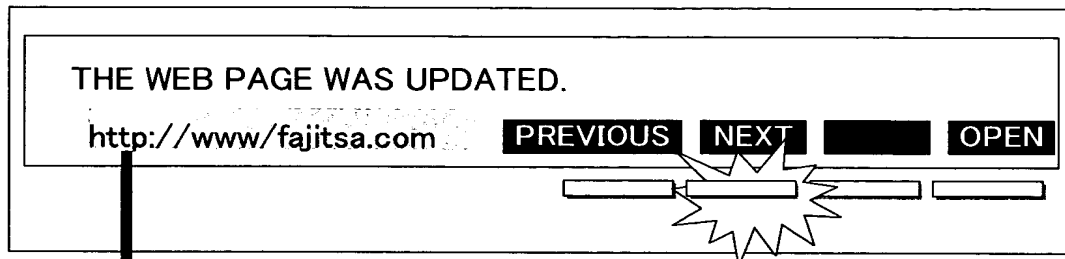 THE WEB PAGE WAS UPDATED.
http://www/fajitsa.com PREVIOUS NEXT OPEN